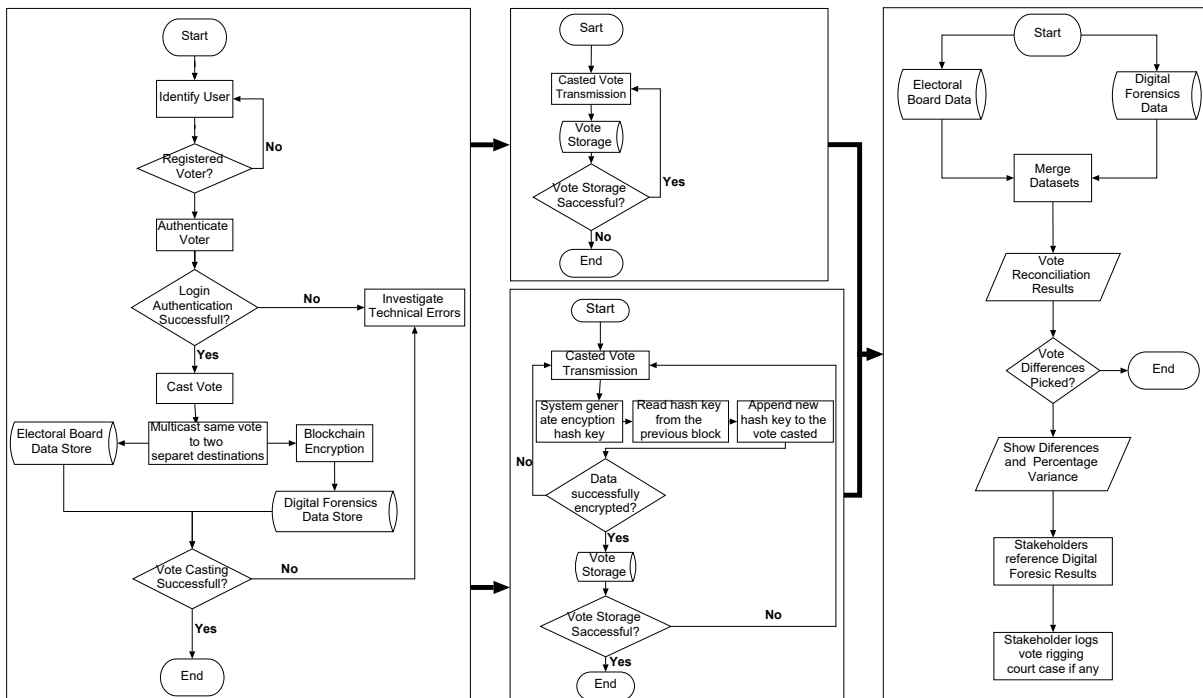 Start
Identify User
No
Registered
Voter?
Authenticate
Voter
Login
Authentication
Successfull?
No
Investigate
Technical Errors
Yes
Cast Vote
Multicast same vote
to two
separet destinations
Electoral Board
Data Store
Blockchain
Encryption
Digital Forensics
Data Store
Vote Casting
Successfull?
No
Yes
End
Sart
Casted Vote
Transmission
Vote
Storage
Yes
Vote Storage
Saccessful?
No
End
Start
Casted Vote
Transmission
System gener
ate encyption
hash key
Read hash key
from the
previous block
Append new
hash key to the
vote casted
No
Data
successfully
encrypted?
Yes
Vote
Storage
No
Vote Storage
Saccessful?
Yes
End
Start
Electoral
Board Data
Digital
Forensics
Data
Merge
Datasets
Vote
Reconciliation
Results
Vote
Differences
Picked?
End
Show Diferences
and Percentage
Variance
Stakeholders
reference Digital
Foresic Results
Stakeholder logs
vote rigging
court case if any